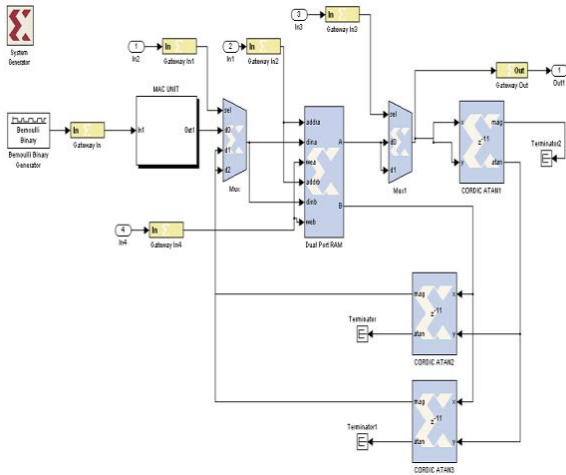 System
Generator
Bernoulli
Binary
Bernoulli Binary
Generator
In
Gateway In
MAC UNIT
In1
Out1
1
In2
In
Gateway In1
2
In1
In
Gateway In2
3
In3
In
Gateway In3
4
In4
In
Gateway In4
sel
d0
d1
d2
Mux
addra
dina
wea
addrb
dinb
web
A
B
Dual Port RAM
sel
d0
d1
Mux1
Out
Gateway Out
1
Out1
x
y
z-11
mag
atan
CORDIC ATAN1
Terminator2
mag
x
z-11
atan
y
CORDIC ATAN2
Terminator
mag
x
z-11
atan
y
CORDIC ATAN3
Terminator1